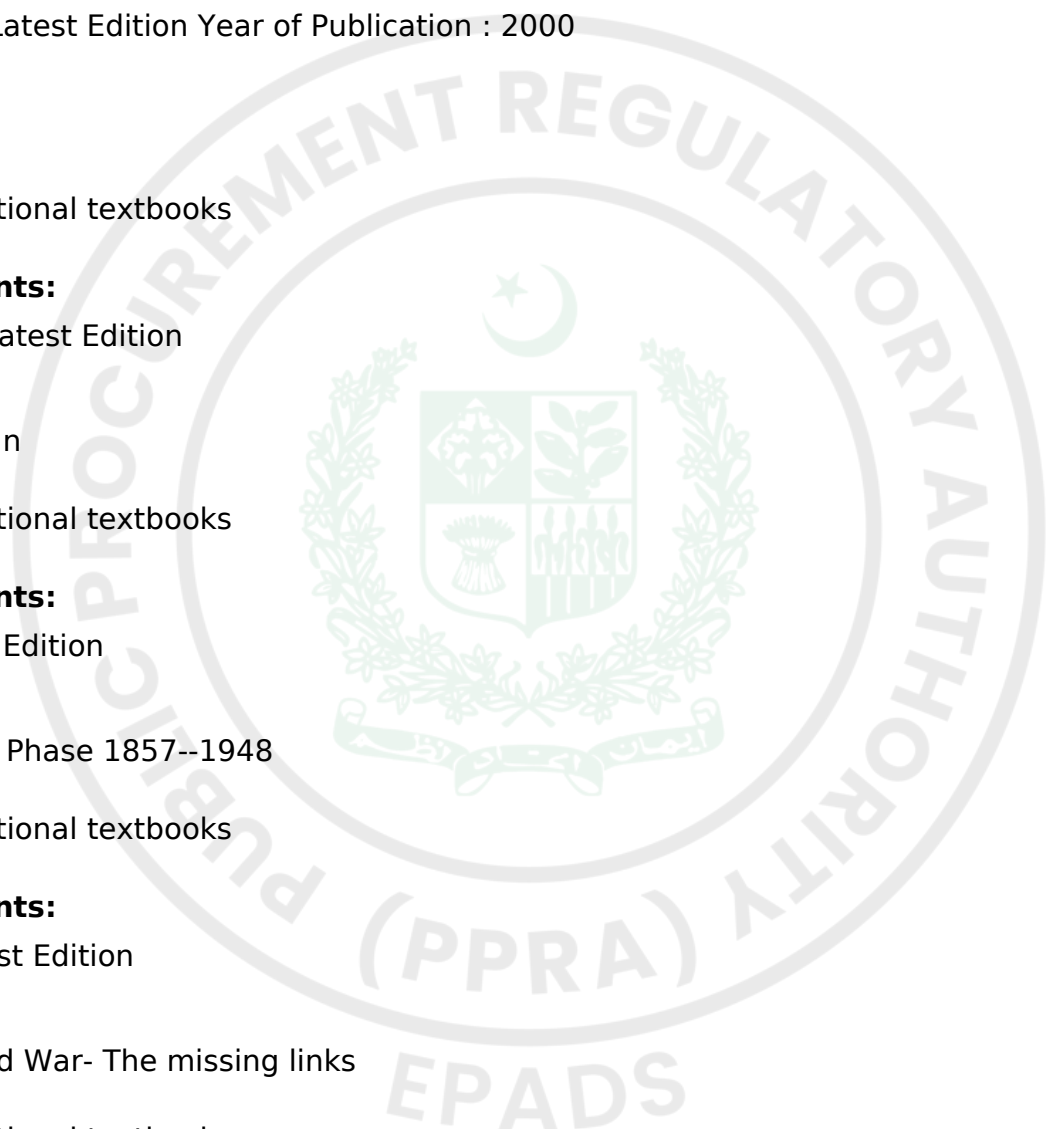 Latest Edition Year of Publication : 2000
tional textbooks
nts:
atest Edition
n
tional textbooks
nts:
Edition
Phase 1857--1948
tional textbooks
nts:
st Edition
d War- The missing links
PUBLIC PROCUREMENT REGULATORY AUTHORITY
(PPRA)
EPADS